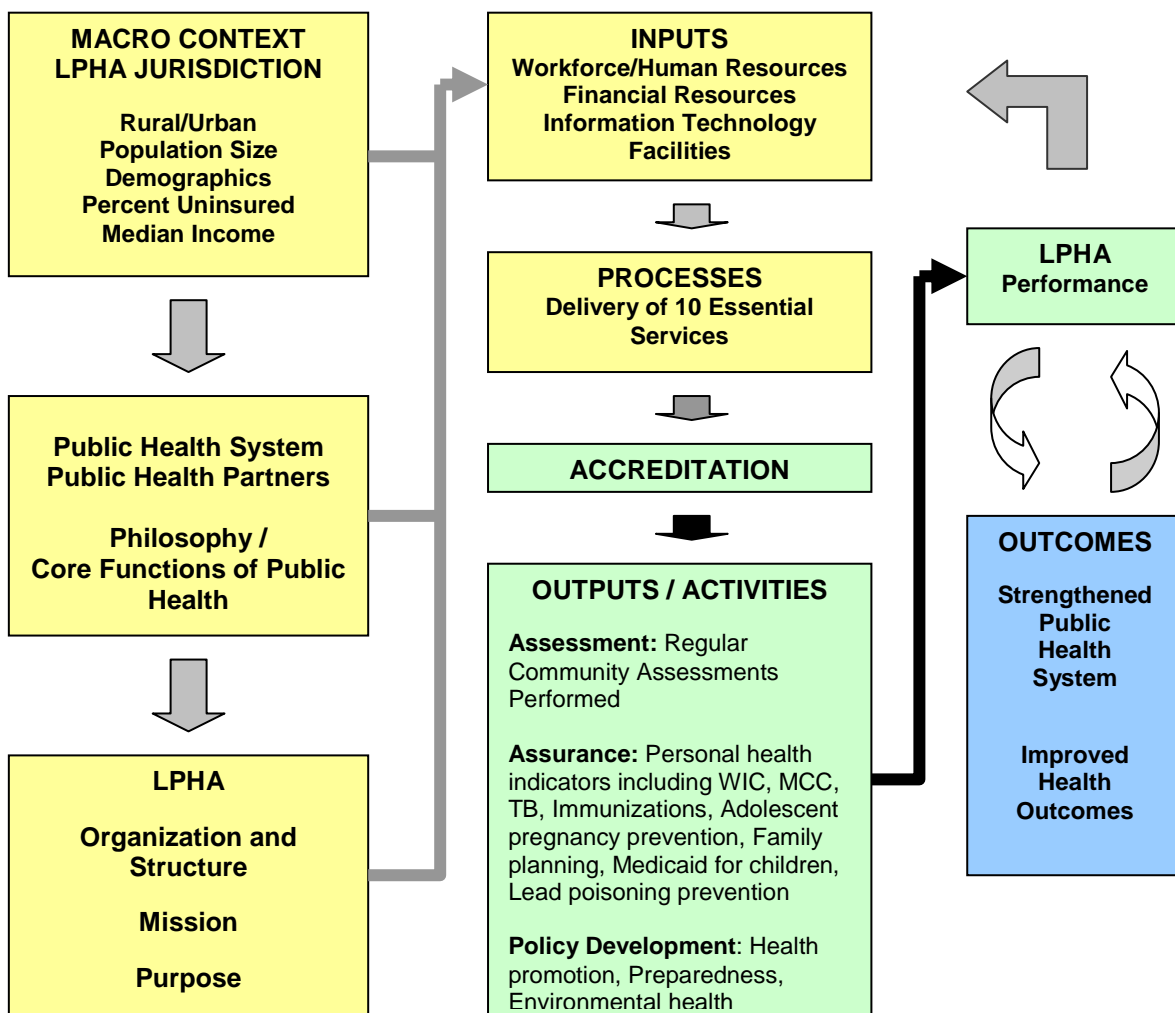 MACRO CONTEXT
LPHA JURISDICTION
Rural/Urban
Population Size
Demographics
Percent Uninsured
Median Income
Public Health System
Public Health Partners
Philosophy /
Core Functions of Public
Health
LPHA
Organization and
Structure
Mission
Purpose
INPUTS
Workforce/Human Resources
Financial Resources
Information Technology
Facilities
PROCESSES
Delivery of 10 Essential
Services
ACCREDITATION
OUTPUTS / ACTIVITIES
Assessment: Regular
Community Assessments
Performed
Assurance: Personal health
indicators including WIC, MCC,
TB, Immunizations, Adolescent
pregnancy prevention, Family
planning, Medicaid for children,
Lead poisoning prevention
Policy Development: Health
promotion, Preparedness,
Environmental health
LPHA
Performance
OUTCOMES
Strengthened
Public
Health
System
Improved
Health
Outcomes